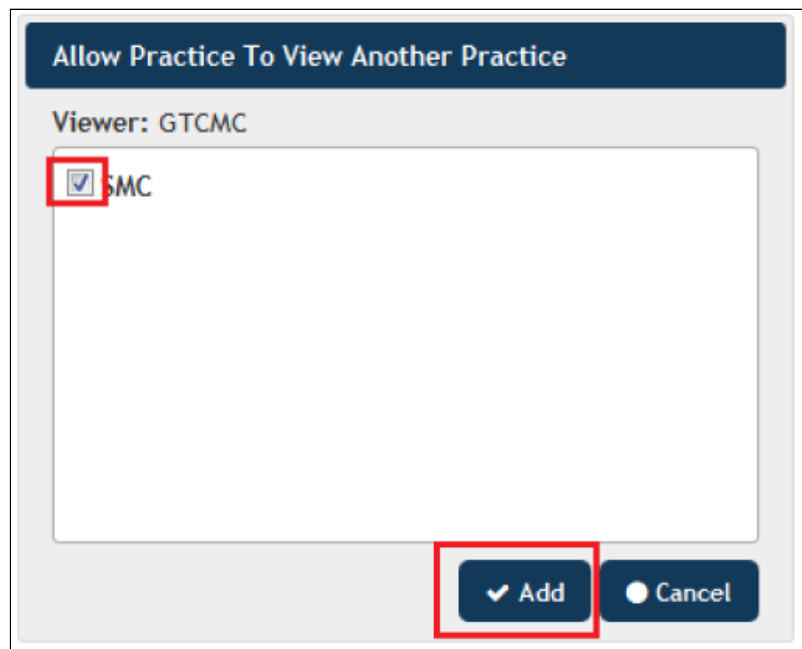 Allow Practice To View Another Practice
Viewer: GTCMC
SMC
Add
Cancel